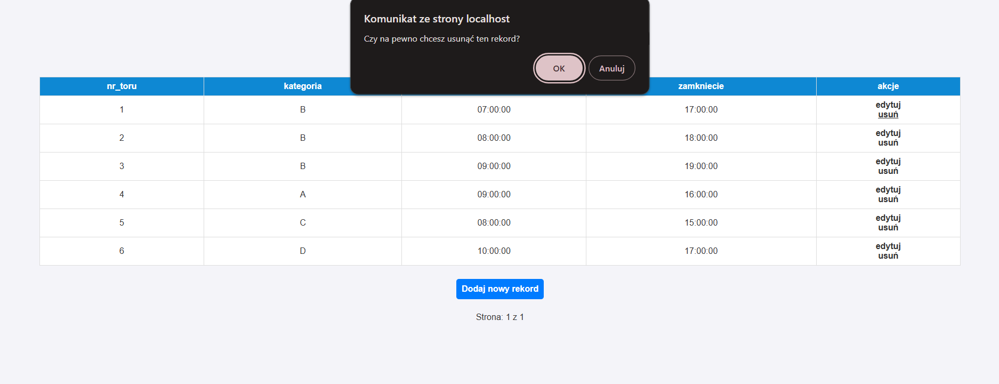 Komunikat ze strony localhost
Czy na pewno chcesz usunąć ten rekord?
OK Anuluj
nr_toru kategoria zamkniecie akcje
1 B 07:00:00 17:00:00 edytuj
usuń
2 B 08:00:00 18:00:00 edytuj
usuń
3 B 09:00:00 19:00:00 edytuj
usuń
4 A 09:00:00 16:00:00 edytuj
usuń
5 C 08:00:00 15:00:00 edytuj
usuń
6 D 10:00:00 17:00:00 edytuj
usuń
Dodaj nowy rekord
Strona: 1 z 1